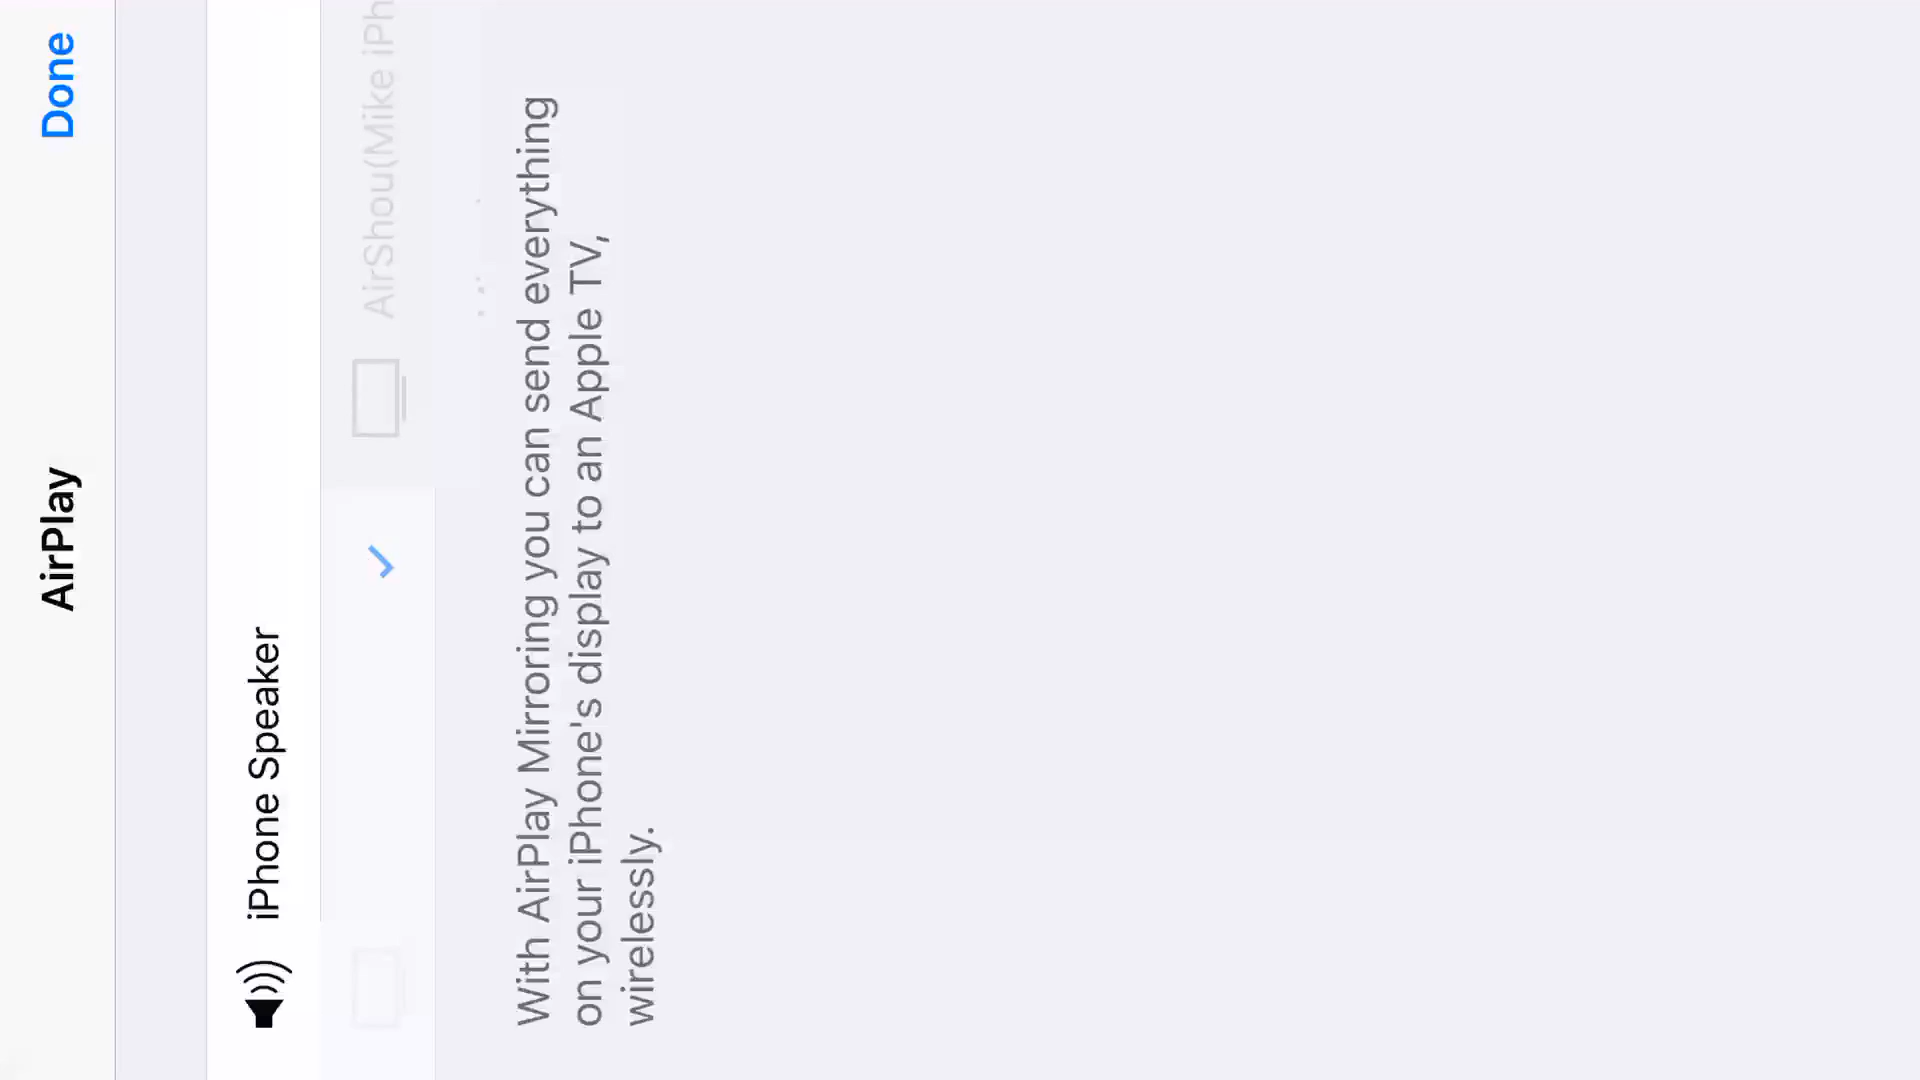 AirPlay
Done
iPhone Speaker
AirShou(Mike iPh
With AirPlay Mirroring you can send everything
on your iPhone's display to an Apple TV,
wirelessly.